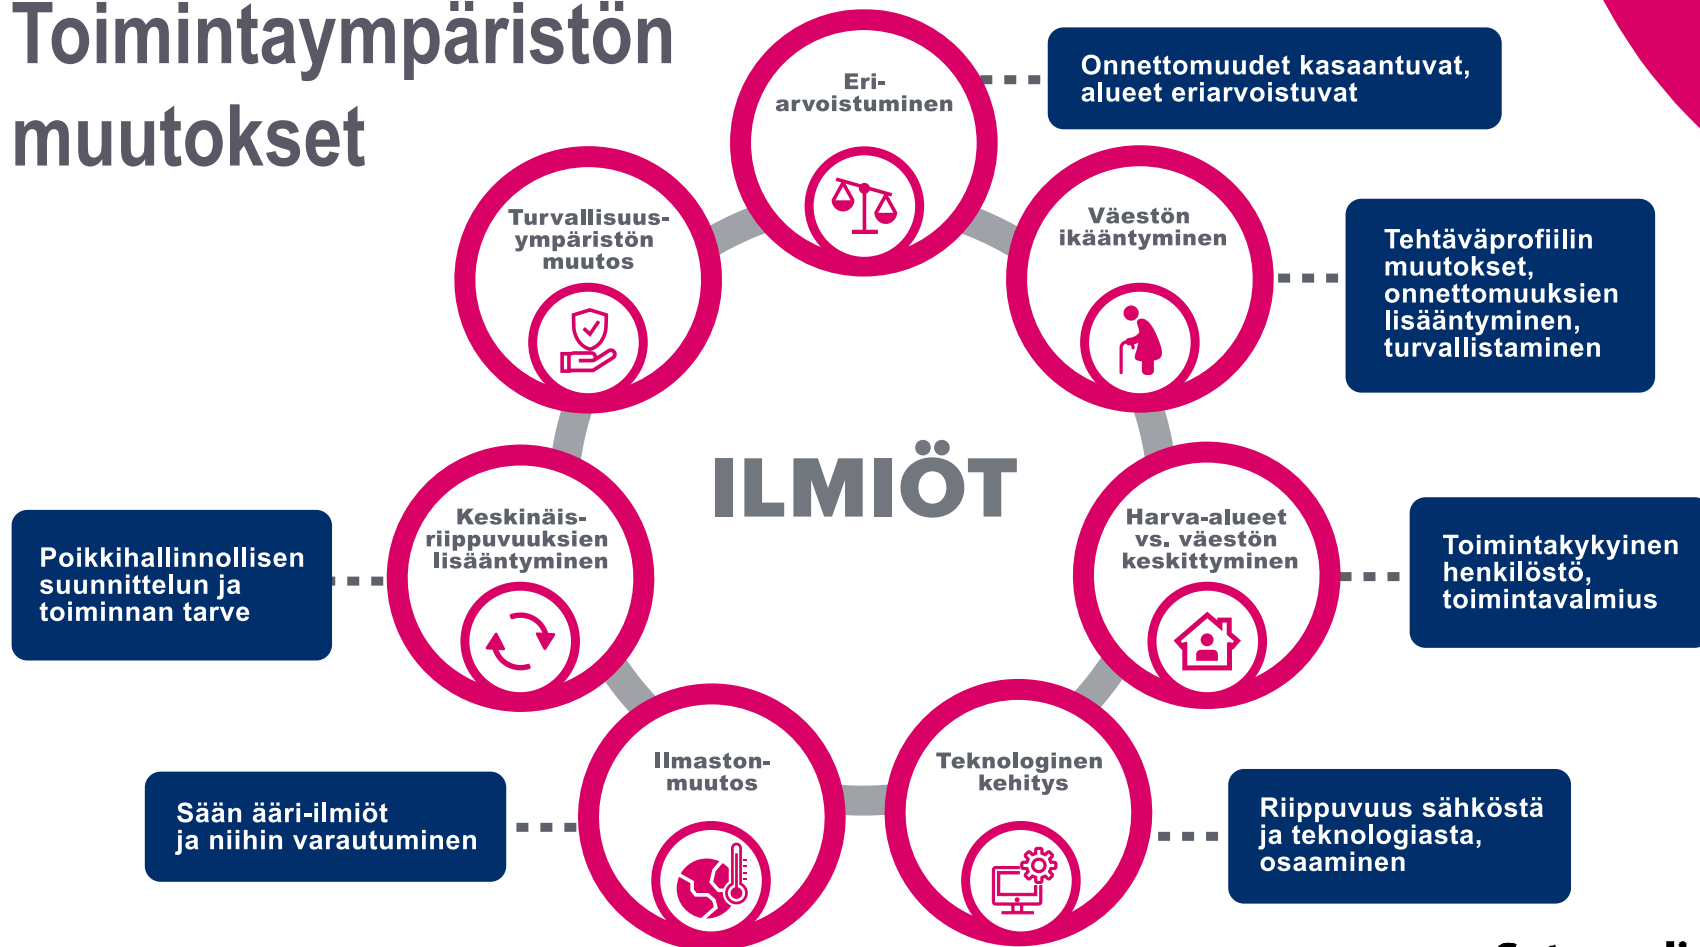 Toimintaympäristön
muutokset
Eri-
arvoistuminen
Onnettomuudet kasaantuvat,
alueet eriarvoistuvat
Turvallisuus-
ympäristön
muutos
Väestön
ikääntyminen
Tehtäväprofiilin
muutokset,
onnettomuuksien
lisääntyminen,
turvallistaminen
ILMIÖT
Keskinäis-
riippuvuuksien
lisääntyminen
Poikkihallinnollisen
suunnittelun ja
toiminnan tarve
Harva-alueet
vs. väestön
keskittyminen
Toimintakykyinen
henkilöstö,
toimintavalmius
Ilmaston-
muutos
Sään ääri-ilmiöt
ja niihin varautuminen
Teknologinen
kehitys
Riippuvuus sähköstä
ja teknologiasta,
osaaminen